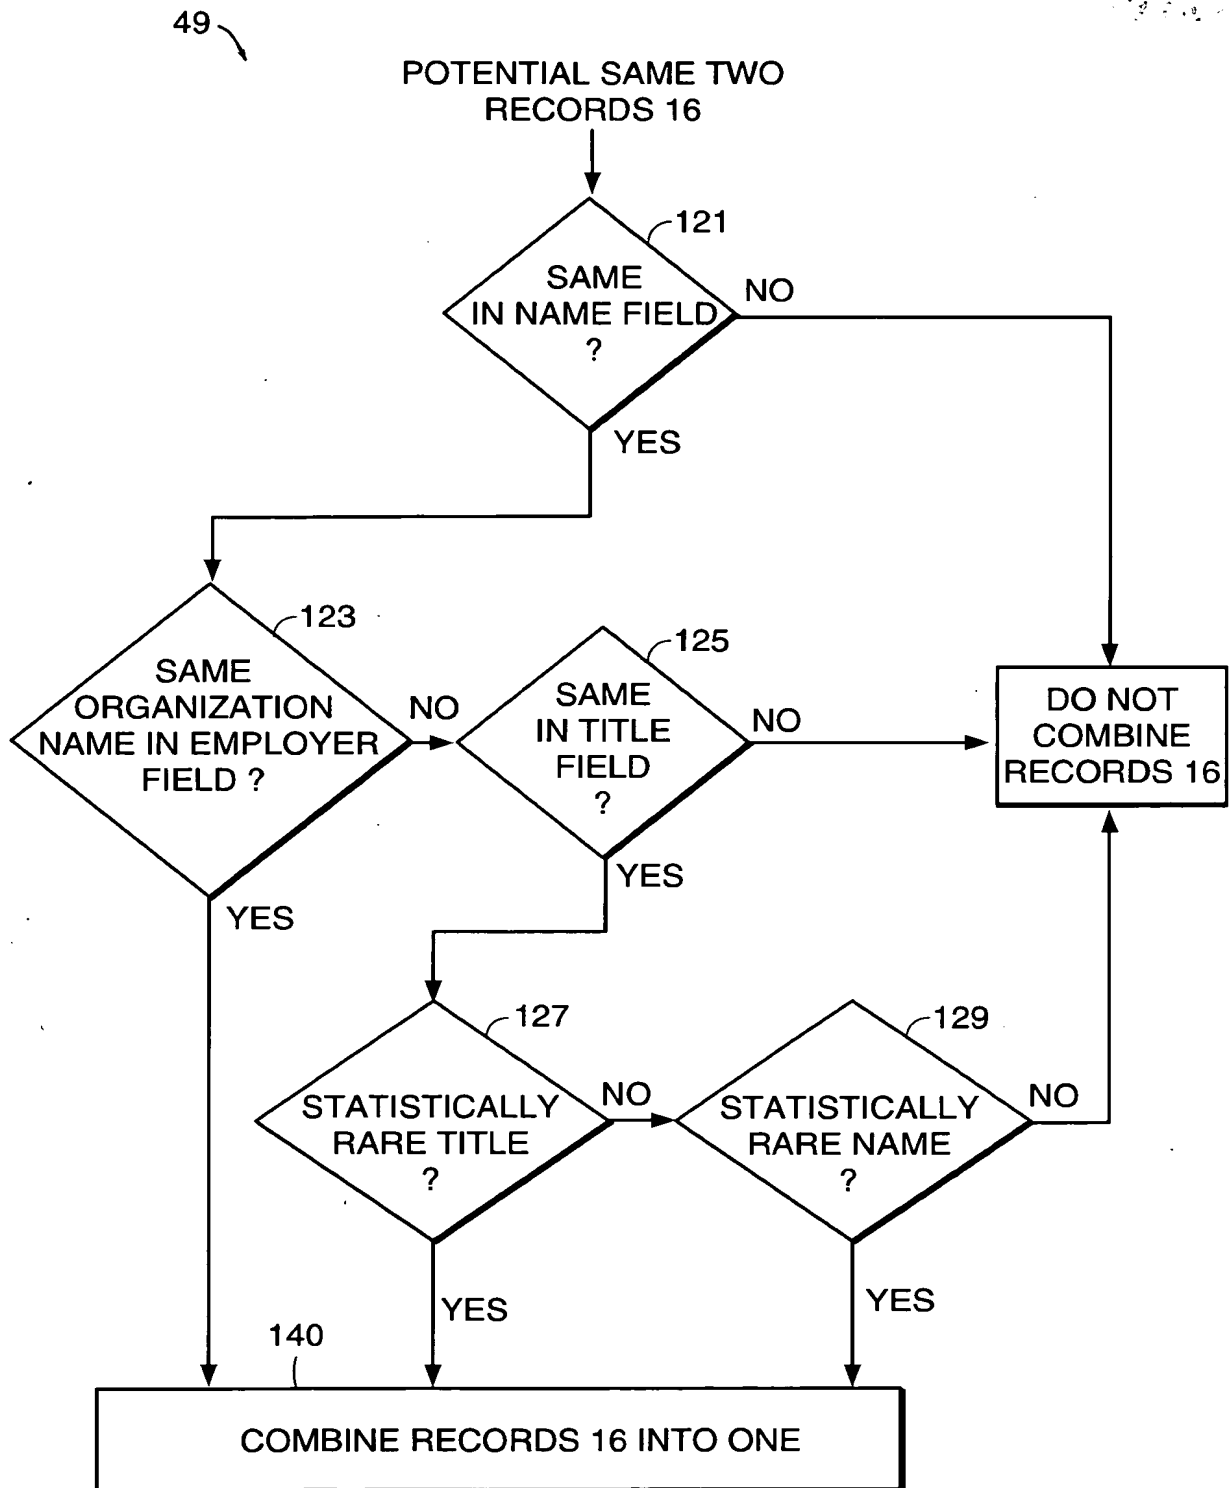 49
POTENTIAL SAME TWO
RECORDS 16
121
SAME
IN NAME FIELD
?
NO
YES
123
SAME
ORGANIZATION
NAME IN EMPLOYER
FIELD ?
NO
YES
125
SAME
IN TITLE
FIELD
?
NO
YES
DO NOT
COMBINE
RECORDS 16
127
STATISTICALLY
RARE TITLE
?
NO
YES
129
STATISTICALLY
RARE NAME
?
NO
YES
140
COMBINE RECORDS 16 INTO ONE